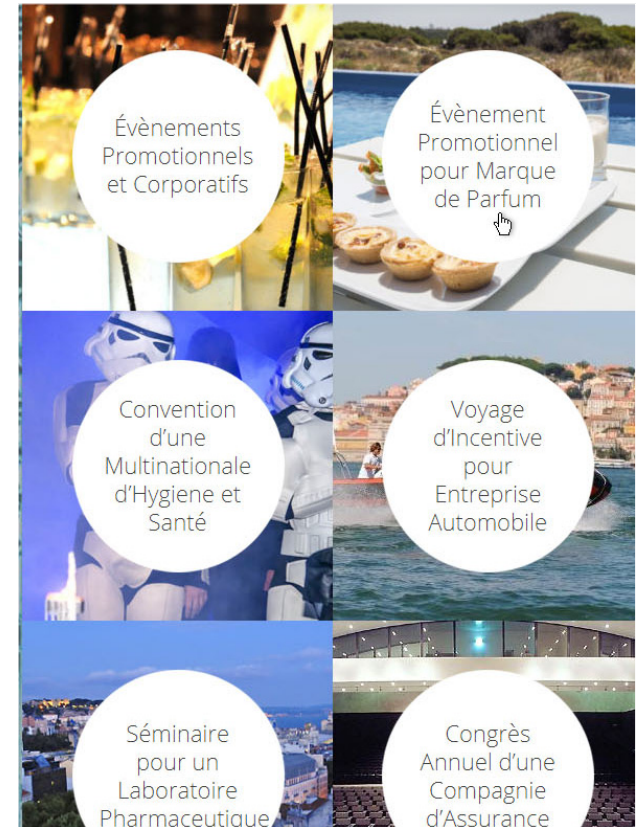 Évènements
Promotionnels
et Corporatifs
Évènement
Promotionnel
pour Marque
de Parfum
Convention
d’une
Multinationale
d’Hygiene et
Santé
Voyage
d’Incentive
pour
Entreprise
Automobile
Séminaire
pour un
Laboratoire
Pharmaceutique
Congrès
Annuel d’une
Compagnie
d’Assurance